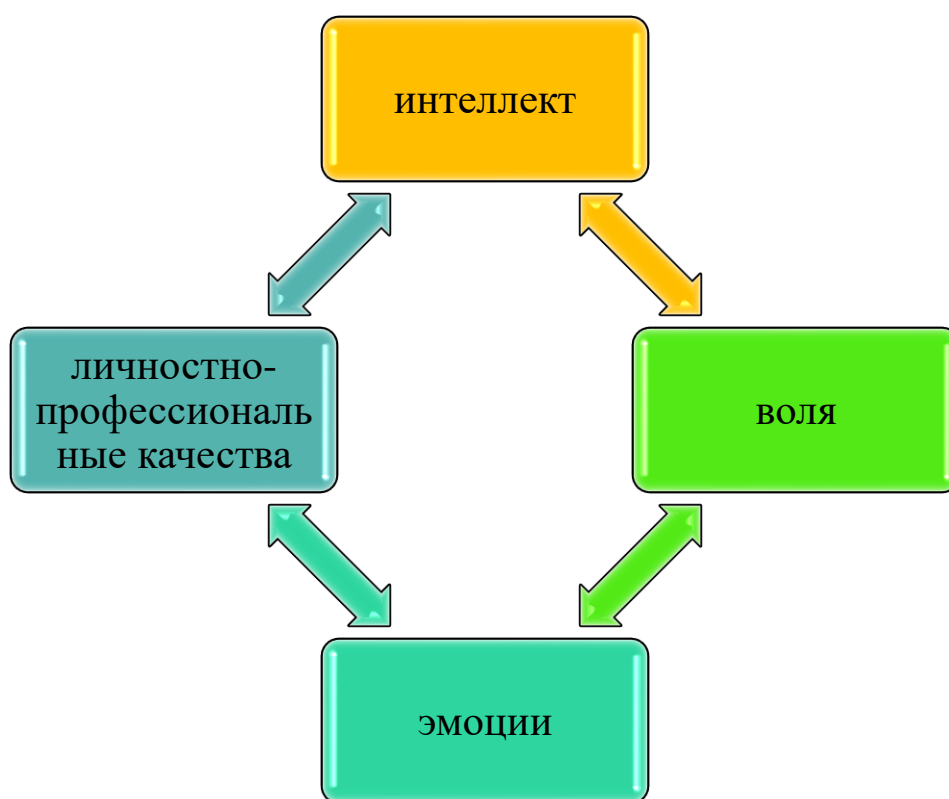 интеллект
личностно-
профессиональ
ные качества
воля
эмоции